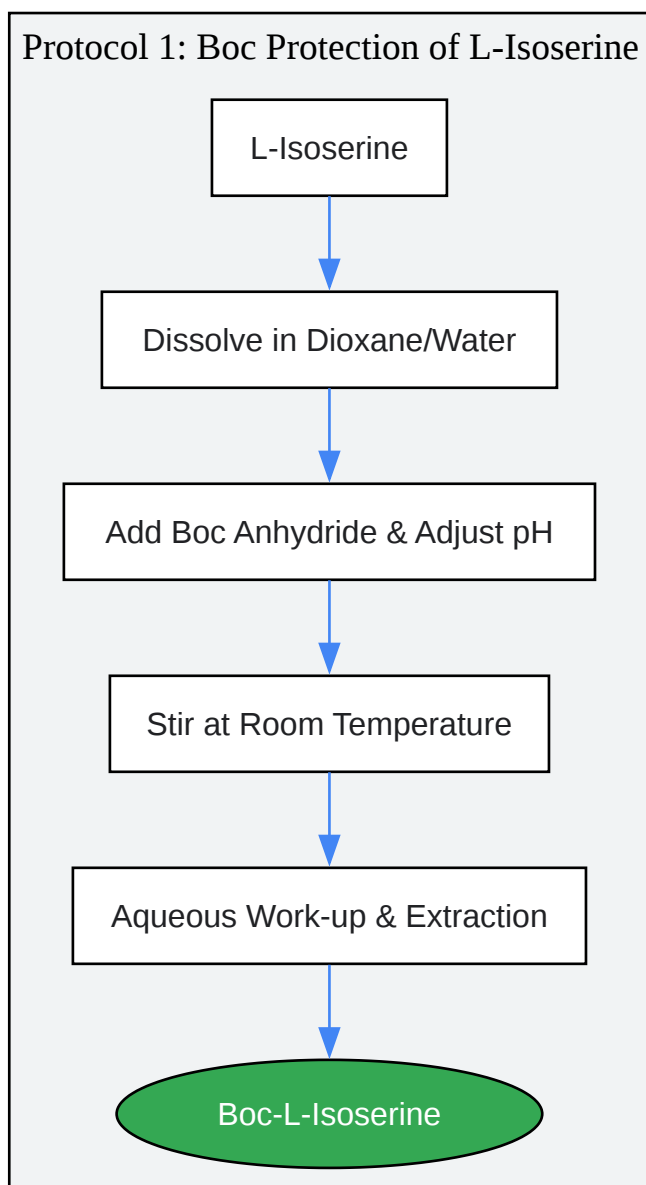 Protocol 1: Boc Protection of L-Isoserine
L-Isoserine
Dissolve in Dioxane/Water
Add Boc Anhydride & Adjust pH
Stir at Room Temperature
Aqueous Work-up & Extraction
Boc-L-Isoserine